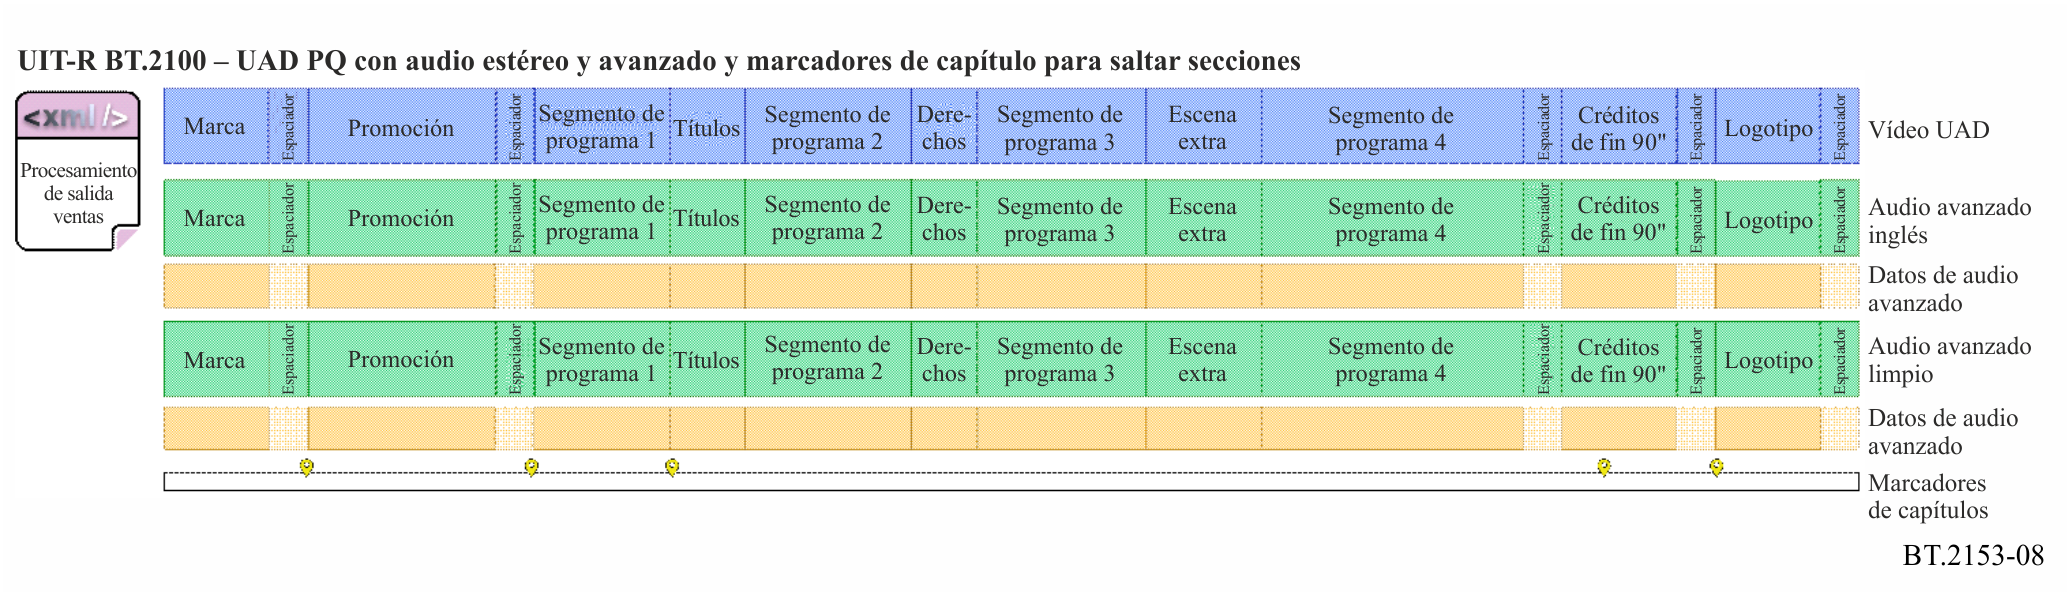 UIT-R BT.2100 – UAD PQ con audio estéreo y avanzado y marcadores de capítulo para saltar secciones
<xml/>
Procesamiento
de salida
ventas
Marca
Espaciador
Promoción
Espaciador
Segmento de
programa 1
Títulos
Segmento de
programa 2
Dere-
chos
Segmento de
programa 3
Escena
extra
Segmento de
programa 4
Espaciador
Créditos
de fin 90"
Espaciador
Logotipo
Espaciador
Vídeo UAD
Marca
Espaciador
Promoción
Espaciador
Segmento de
programa 1
Títulos
Segmento de
programa 2
Dere-
chos
Segmento de
programa 3
Escena
extra
Segmento de
programa 4
Espaciador
Créditos
de fin 90"
Espaciador
Logotipo
Espaciador
Audio avanzado
inglés
Datos de audio
avanzado
Marca
Espaciador
Promoción
Espaciador
Segmento de
programa 1
Títulos
Segmento de
programa 2
Dere-
chos
Segmento de
programa 3
Escena
extra
Segmento de
programa 4
Espaciador
Créditos
de fin 90"
Espaciador
Logotipo
Espaciador
Audio avanzado
limpio
Datos de audio
avanzado
Marcadores
de capítulos
BT.2153-08